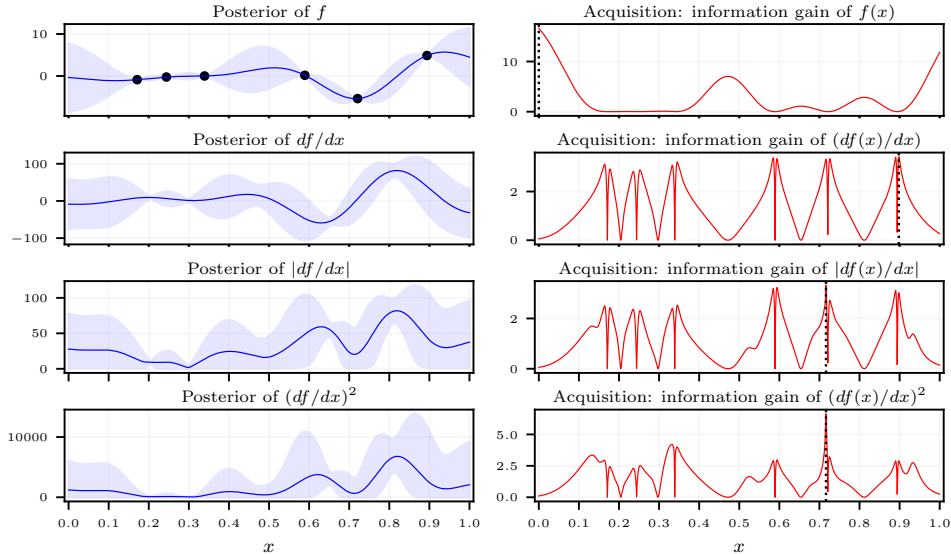 Posterior of f
10
0
Acquisition: information gain of f(x)
10
0
Posterior of df/dx
100
0
−100
Acquisition: information gain of (df(x)/dx)
2
0
Posterior of |df/dx|
100
50
0
Acquisition: information gain of |df(x)/dx|
2
0
Posterior of (df/dx)²
10000
0
0.0 0.1 0.2 0.3 0.4 0.5 0.6 0.7 0.8 0.9 1.0
x
Acquisition: information gain of (df(x)/dx)²
5.0
2.5
0.0
0.0 0.1 0.2 0.3 0.4 0.5 0.6 0.7 0.8 0.9 1.0
x